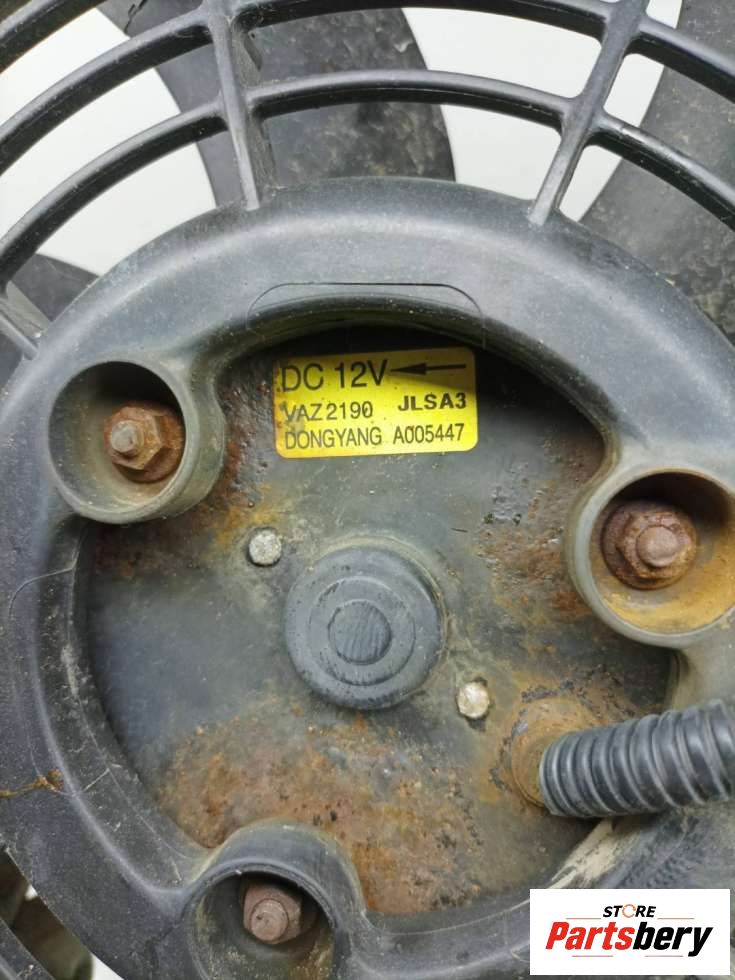 DC 12V
VAZ2190 JLSA3
DONGYANG A005447
STORE
Partsbery